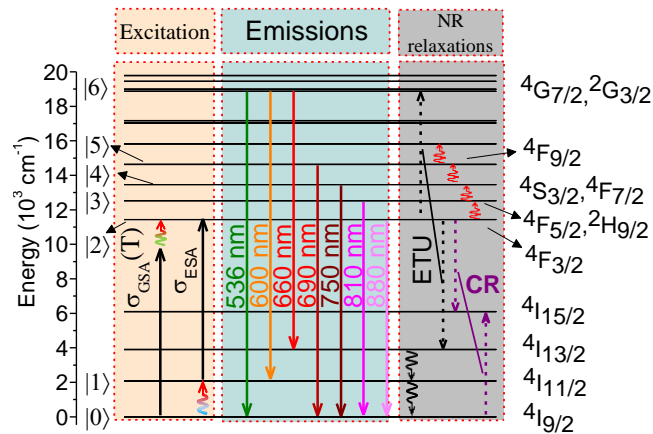 Excitation
Emissions
NR
relaxations
Energy (10³ cm⁻¹)
20
18
16
14
12
10
8
6
4
2
0
|6⟩
|5⟩
|4⟩
|3⟩
|2⟩
|1⟩
|0⟩
σGSA(T)
σESA
536 nm
600 nm
660 nm
690 nm
750 nm
810 nm
880 nm
ETU
CR
⁴G7/2,²G3/2
⁴F9/2
⁴S3/2,⁴F7/2
⁴F5/2,²H9/2
⁴F3/2
⁴I15/2
⁴I13/2
⁴I11/2
⁴I9/2